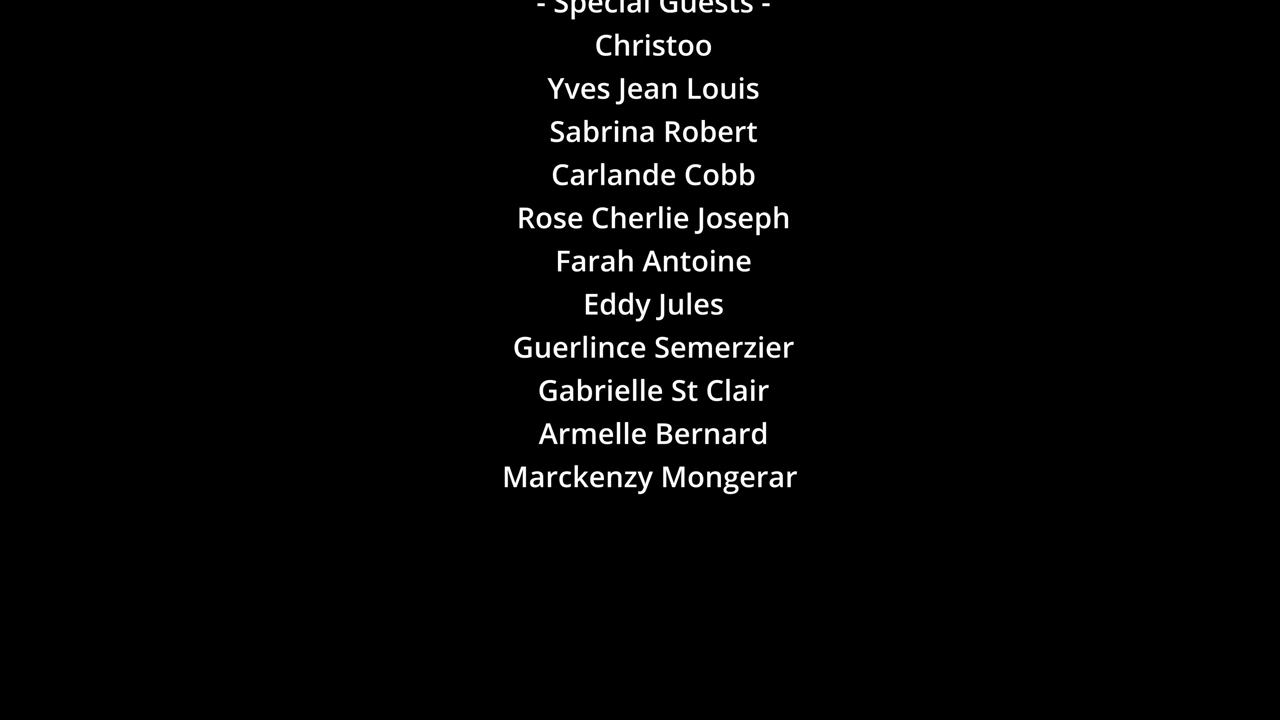 - Special Guests -
Christoo
Yves Jean Louis
Sabrina Robert
Carlande Cobb
Rose Cherlie Joseph
Farah Antoine
Eddy Jules
Guerlince Semerzier
Gabrielle St Clair
Armelle Bernard
Marckenzy Mongerar